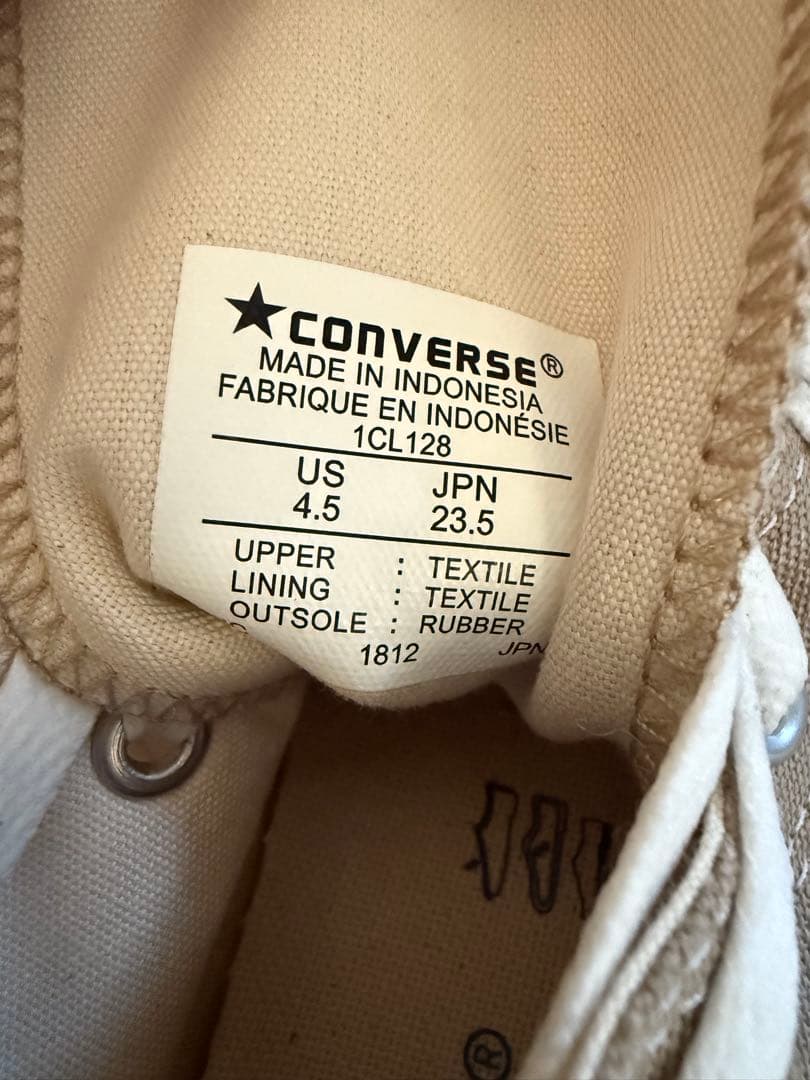 ★CONVERSE®
MADE IN INDONESIA
FABRIQUE EN INDONÉSIE
1CL128
US JPN
4.5 23.5
UPPER : TEXTILE
LINING : TEXTILE
OUTSOLE : RUBBER
1812 JPN
®